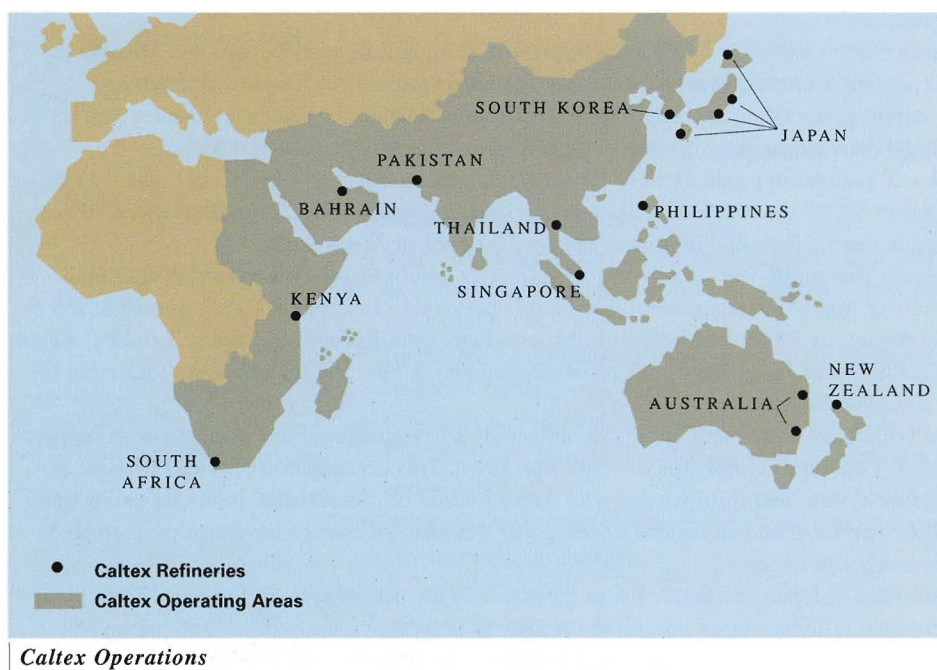 SOUTH KOREA
JAPAN
PAKISTAN
BAHRAIN
PHILIPPINES
THAILAND
SINGAPORE
KENYA
NEW
ZEALAND
AUSTRALIA
SOUTH
AFRICA
Caltex Refineries
Caltex Operating Areas
Caltex Operations